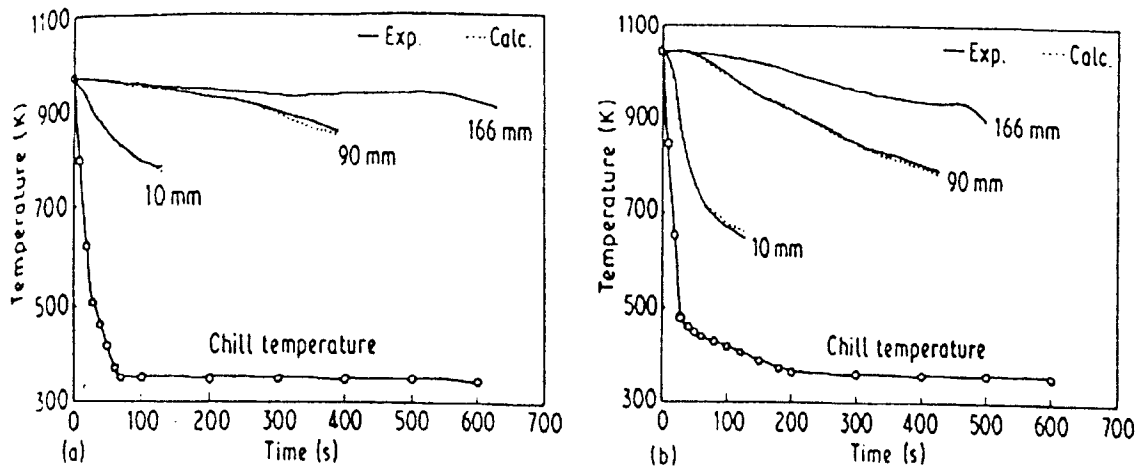 1100
900
700
500
300
Temperature (K)
— Exp. ⋯⋯ Calc.
166 mm
90 mm
10 mm
Chill temperature
0 100 200 300 400 500 600 700
(a) Time (s)
1100
900
700
500
300
Temperature (K)
— Exp. ⋯⋯ Calc.
166 mm
90 mm
10 mm
Chill temperature
0 100 200 300 400 500 600 700
(b) Time (s)